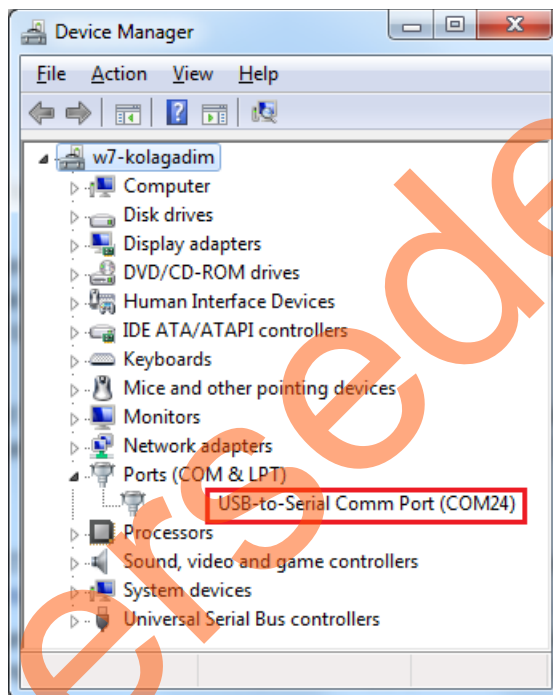 Device Manager
File Action View Help
w7-kolagadim
Computer
Disk drives
Display adapters
DVD/CD-ROM drives
Human Interface Devices
IDE ATA/ATAPI controllers
Keyboards
Mice and other pointing devices
Monitors
Network adapters
Ports (COM & LPT)
USB-to-Serial Comm Port (COM24)
Processors
Sound, video and game controllers
System devices
Universal Serial Bus controllers